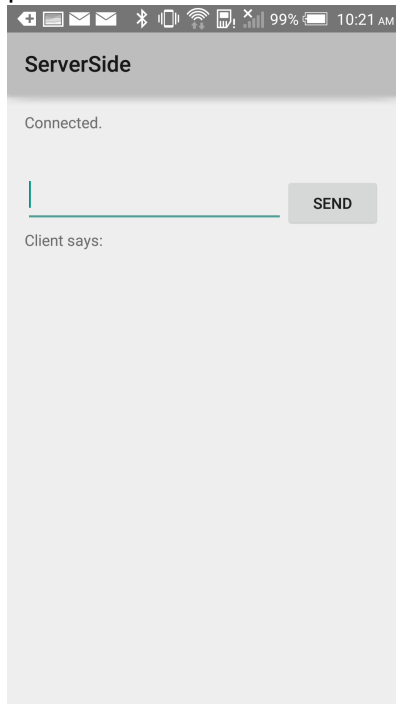 99% 10:21 AM
ServerSide
Connected.
SEND
Client says: